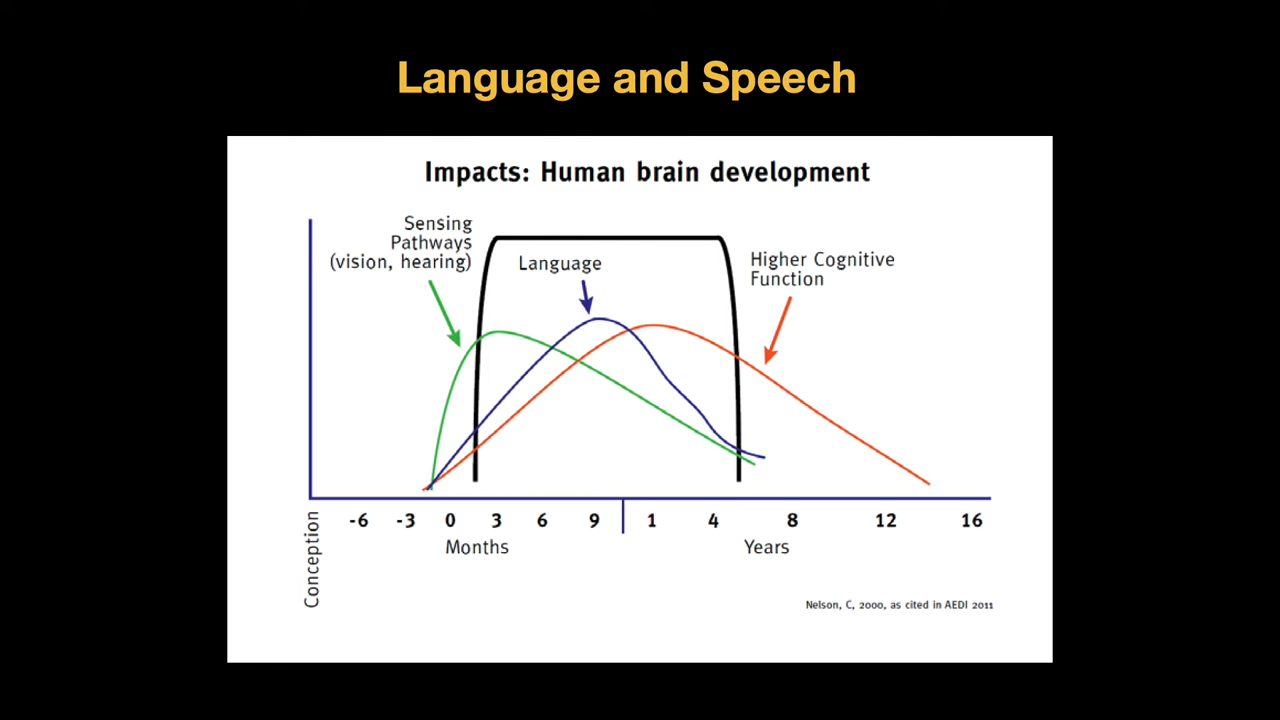 Language and Speech
Impacts: Human brain development
Sensing
Pathways
(vision, hearing)
Language
Higher Cognitive
Function
Conception
-6 -3 0 3 6 9 1 4 8 12 16
Months Years
Nelson, C, 2000, as cited in AEDI 2011